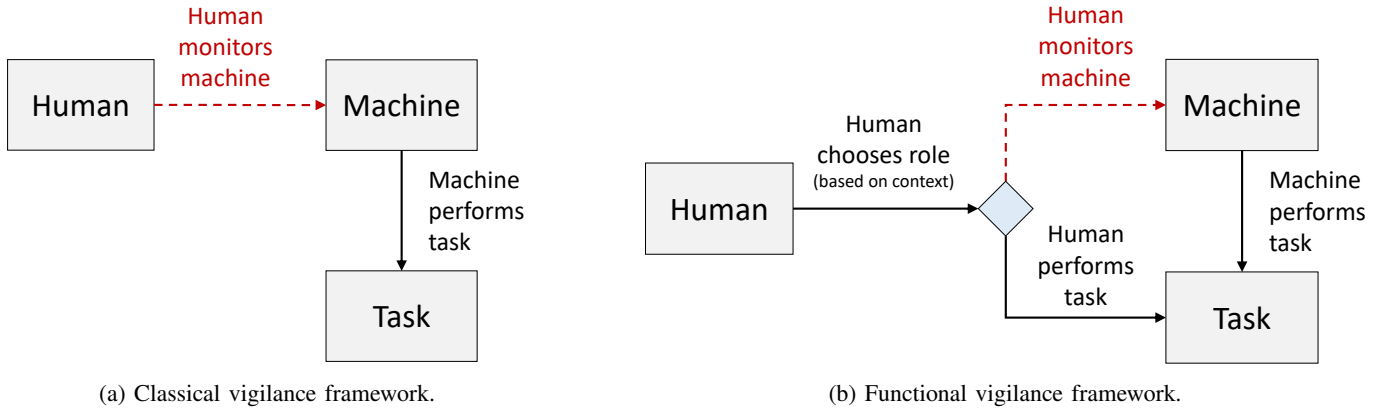 Human
monitors
machine
Human
Machine
Machine
performs
task
Task
(a) Classical vigilance framework.
Human
monitors
machine
Machine
Human
chooses role
(based on context)
Human
Machine
performs
task
Human
performs
task
Task
(b) Functional vigilance framework.